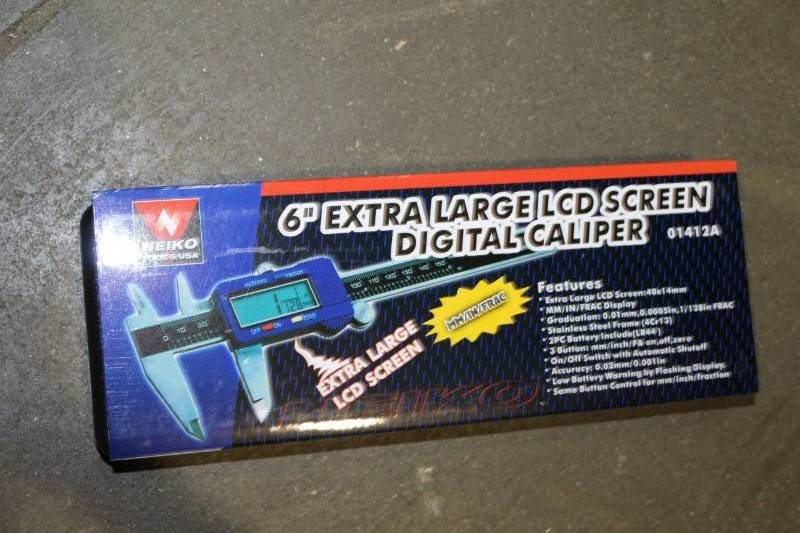 NEIKO
TOOLS USA
6" EXTRA LARGE LCD SCREEN
DIGITAL CALIPER
01412A
OFF ON
EXTRA LARGE
LCD SCREEN
MM/IN/FRAC
Features
* Extra Large LCD Screen:40x14mm
* MM/IN/FRAC Display
* Graduation: 0.01mm,0.0005in,1/128in FRAC
* Stainless Steel Frame (4Cr13)
* 2PC Battery Include(LR44)
* 3 Button: mm/inch/FB on,off,zero
* On/Off Switch with Automatic Shutoff
* Accuracy: 0.02mm/0.001in
* Low Battery Warning by Flashing Display.
* Same Button Control for mm/inch/Fraction
NEIKO